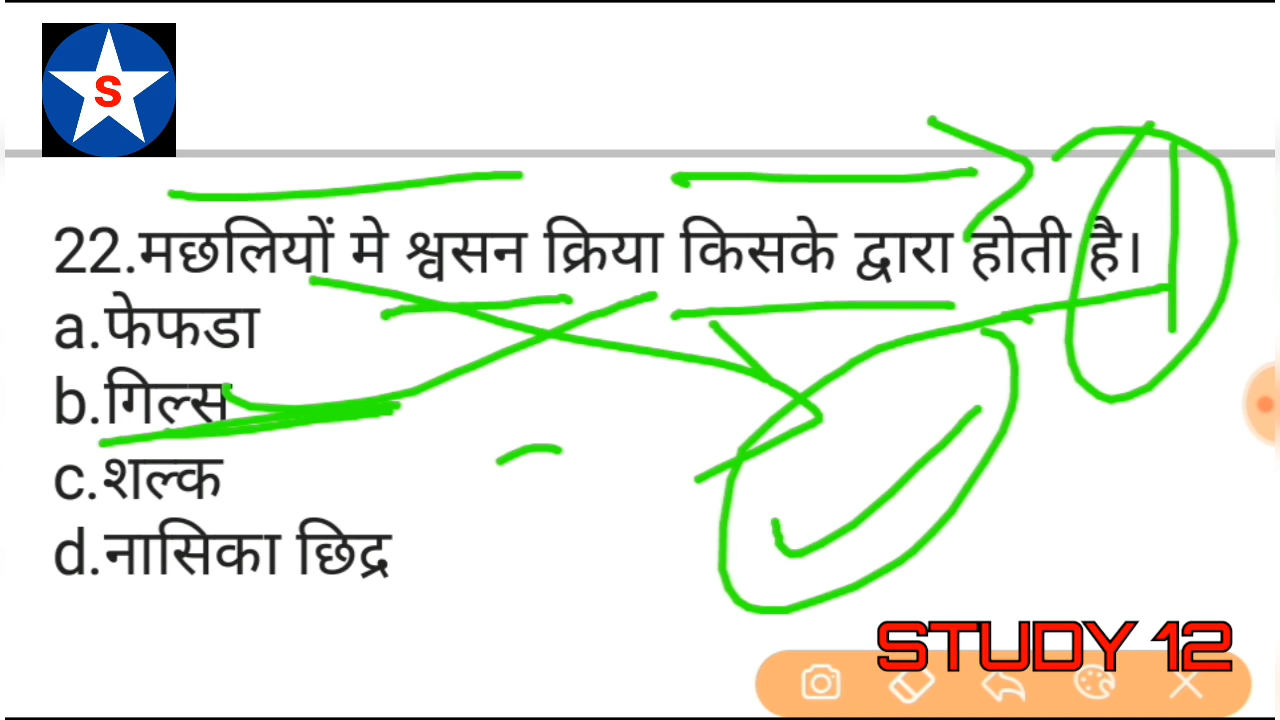 S
22.मछलियों मे श्वसन क्रिया किसके द्वारा होती है।
a.फेफडा
b.गिल्स
c.शल्क
d.नासिका छिद्र
STUDY 12